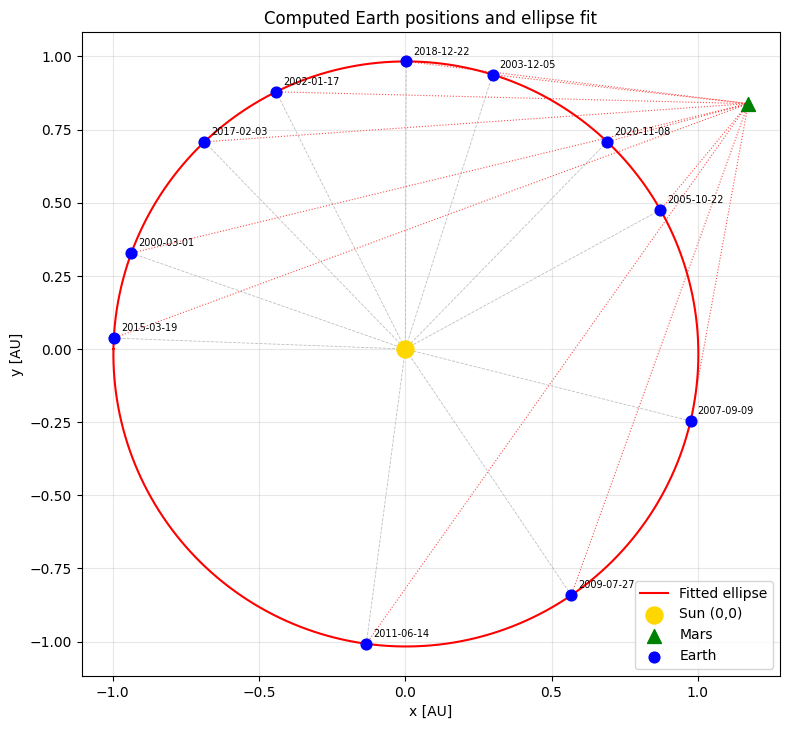 Computed Earth positions and ellipse fit
1.00
0.75
0.50
0.25
0.00
−0.25
−0.50
−0.75
−1.00
y [AU]
2018-12-22
2003-12-05
2002-01-17
2017-02-03
2020-11-08
2005-10-22
2000-03-01
2015-03-19
2007-09-09
2009-07-27
2011-06-14
Fitted ellipse
Sun (0,0)
Mars
Earth
−1.0 −0.5 0.0 0.5 1.0
x [AU]